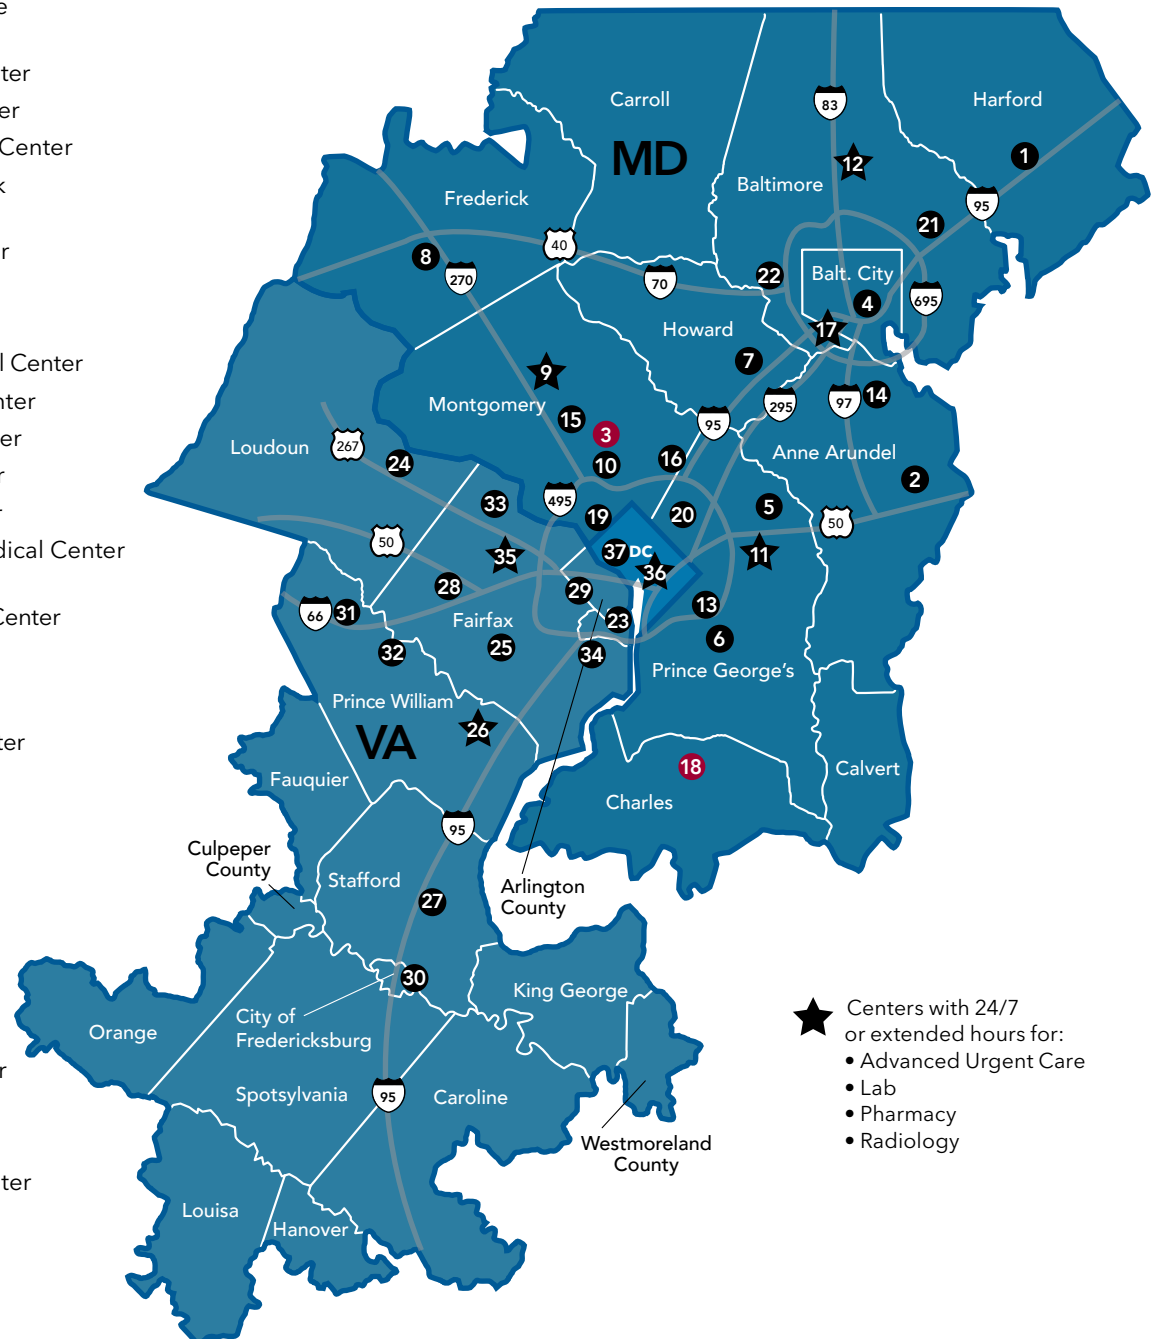 ter
er
Center
k
r
l Center
nter
er
r
dical Center
Center
ter
r
ter
Carroll
83
Harford
MD
12
1
Baltimore
Frederick
95
21
40
8
270
70
22
Balt. City
4
695
17
Howard
7
9
Montgomery
15
3
295
97
14
95
Loudoun
267
24
10
16
Anne Arundel
2
33
495
19
20
5
50
50
35
37
DC
36
11
28
29
66
31
Fairfax
23
13
32
25
34
6
Prince George's
Prince William
26
VA
Fauquier
18
Calvert
Charles
95
Culpeper
County
Stafford
27
Arlington
County
30
King George
City of
Fredericksburg
Orange
Spotsylvania
95
Caroline
Westmoreland
County
Louisa
Hanover
Centers with 24/7
or extended hours for:
• Advanced Urgent Care
• Lab
• Pharmacy
• Radiology